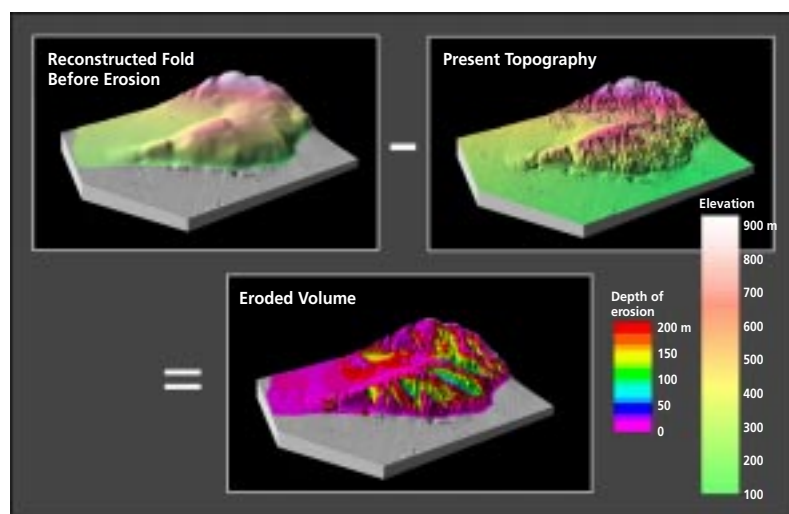 Reconstructed Fold
Before Erosion
Present Topography
Elevation
900 m
800
700
600
500
400
300
200
100
Eroded Volume
Depth of
erosion
200 m
150
100
50
0